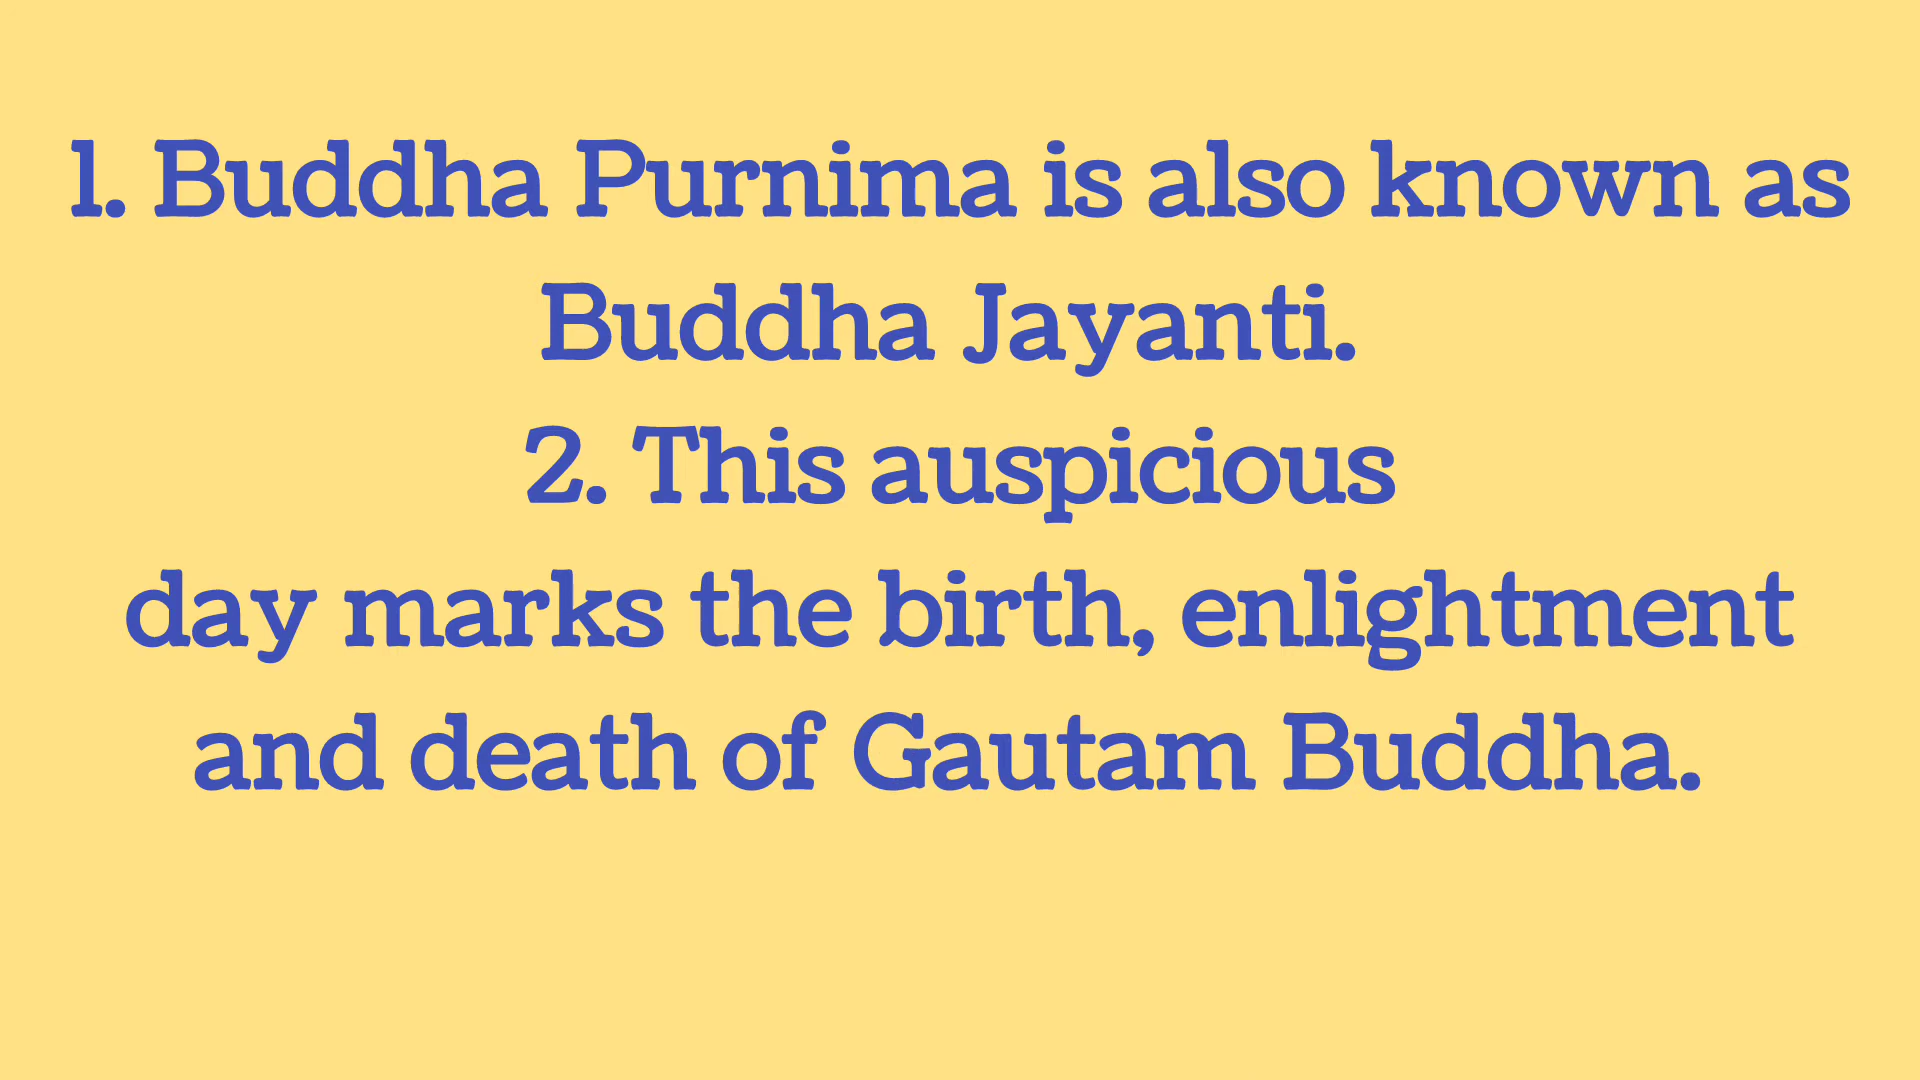 1. Buddha Purnima is also known as
Buddha Jayanti.
2. This auspicious
day marks the birth, enlightment
and death of Gautam Buddha.